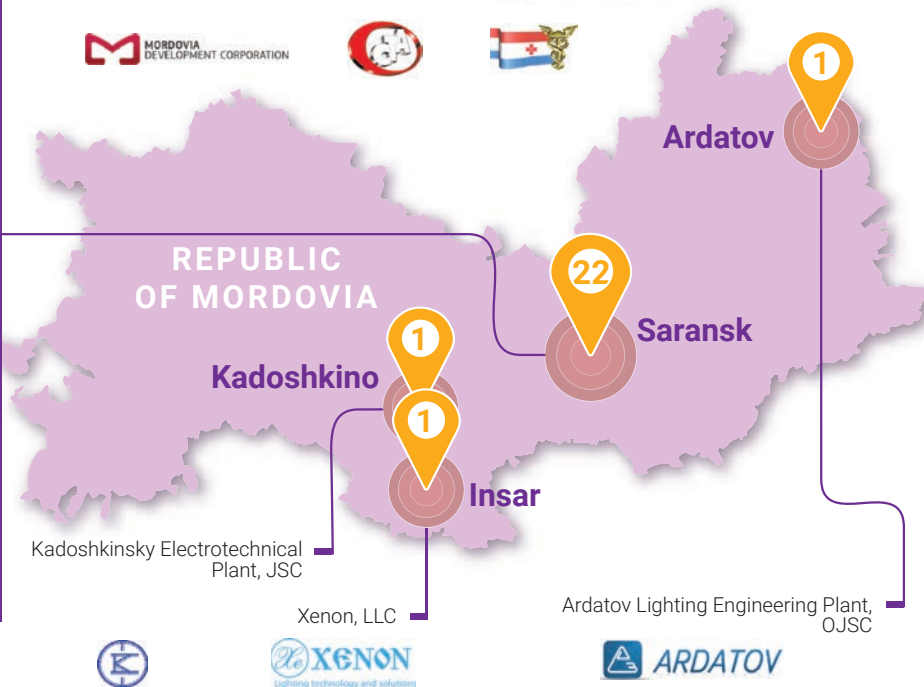 MORDOVIA
DEVELOPMENT CORPORATION
1
Ardatov
REPUBLIC
OF MORDOVIA
22
Saransk
1
Kadoshkino
1
Insar
Kadoshkinsky Electrotechnical
Plant, JSC
Xenon, LLC
Ardatov Lighting Engineering Plant,
OJSC
XENON
Lighting technology and solutions
ARDATOV